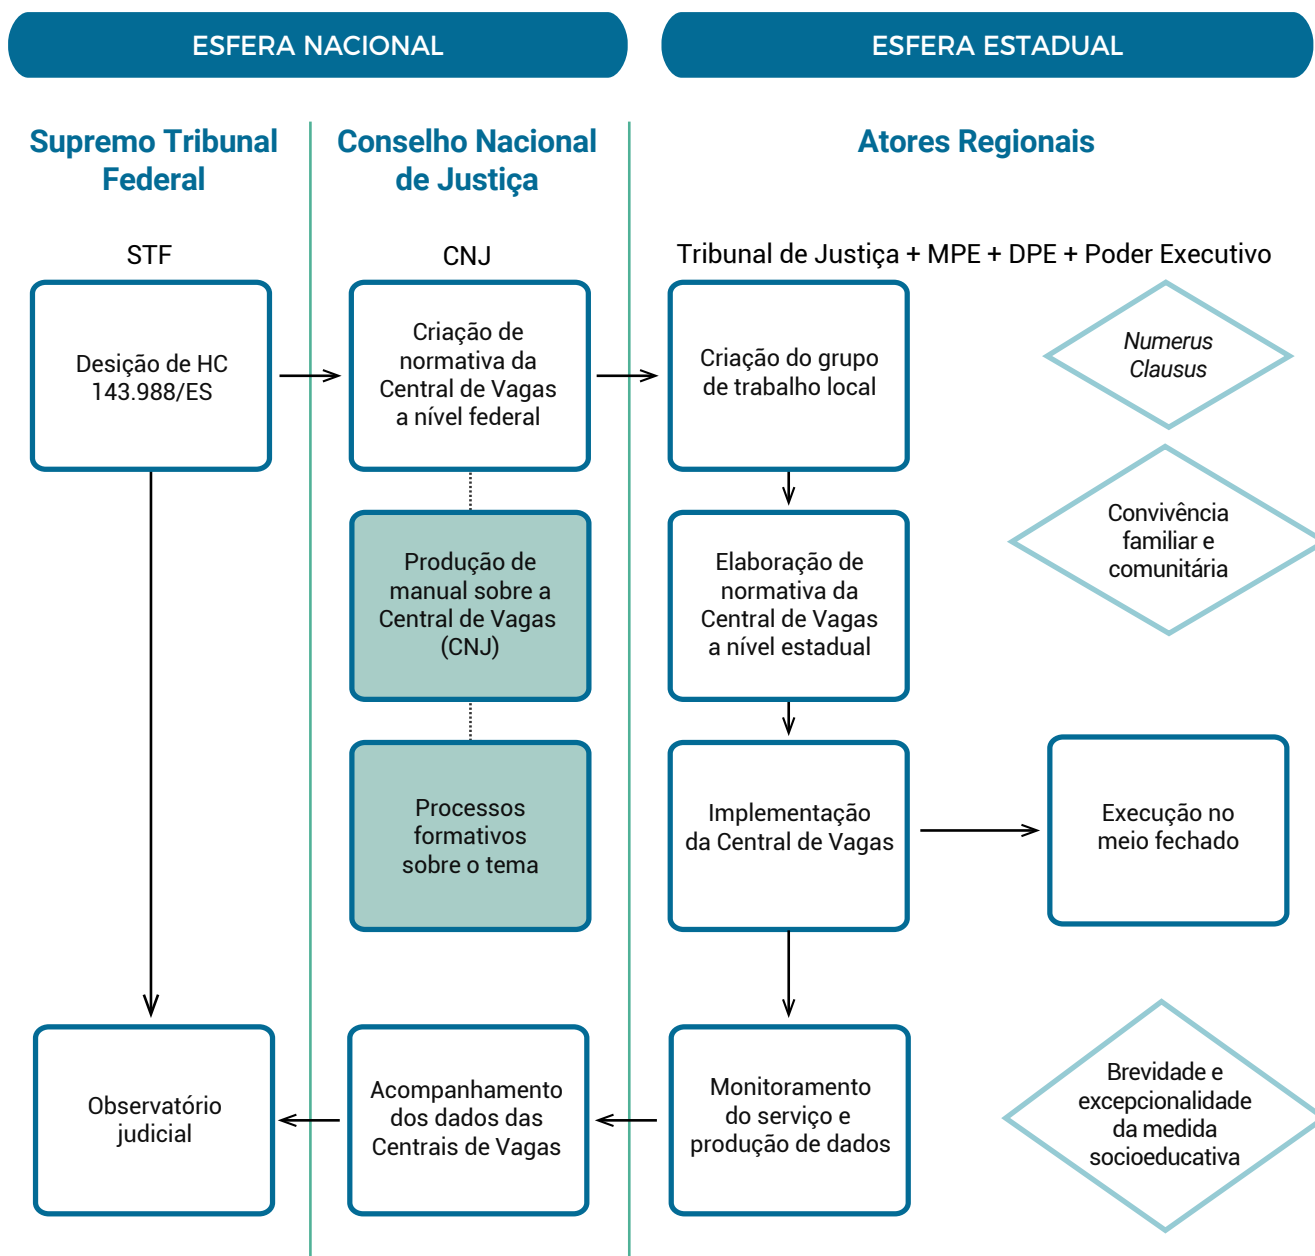 ESFERA NACIONAL
ESFERA ESTADUAL
Supremo Tribunal
Federal
Conselho Nacional
de Justiça
Atores Regionais
STF
CNJ
Tribunal de Justiça + MPE + DPE + Poder Executivo
Desição de HC
143.988/ES
Criação de
normativa da
Central de Vagas
a nível federal
Criação do grupo
de trabalho local
Numerus
Clausus
Produção de
manual sobre a
Central de Vagas
(CNJ)
Elaboração de
normativa da
Central de Vagas
a nível estadual
Convivência
familiar e
comunitária
Processos
formativos
sobre o tema
Implementação
da Central de Vagas
Execução no
meio fechado
Observatório
judicial
Acompanhamento
dos dados das
Centrais de Vagas
Monitoramento
do serviço e
produção de dados
Brevidade e
excepcionalidade
da medida
socioeducativa